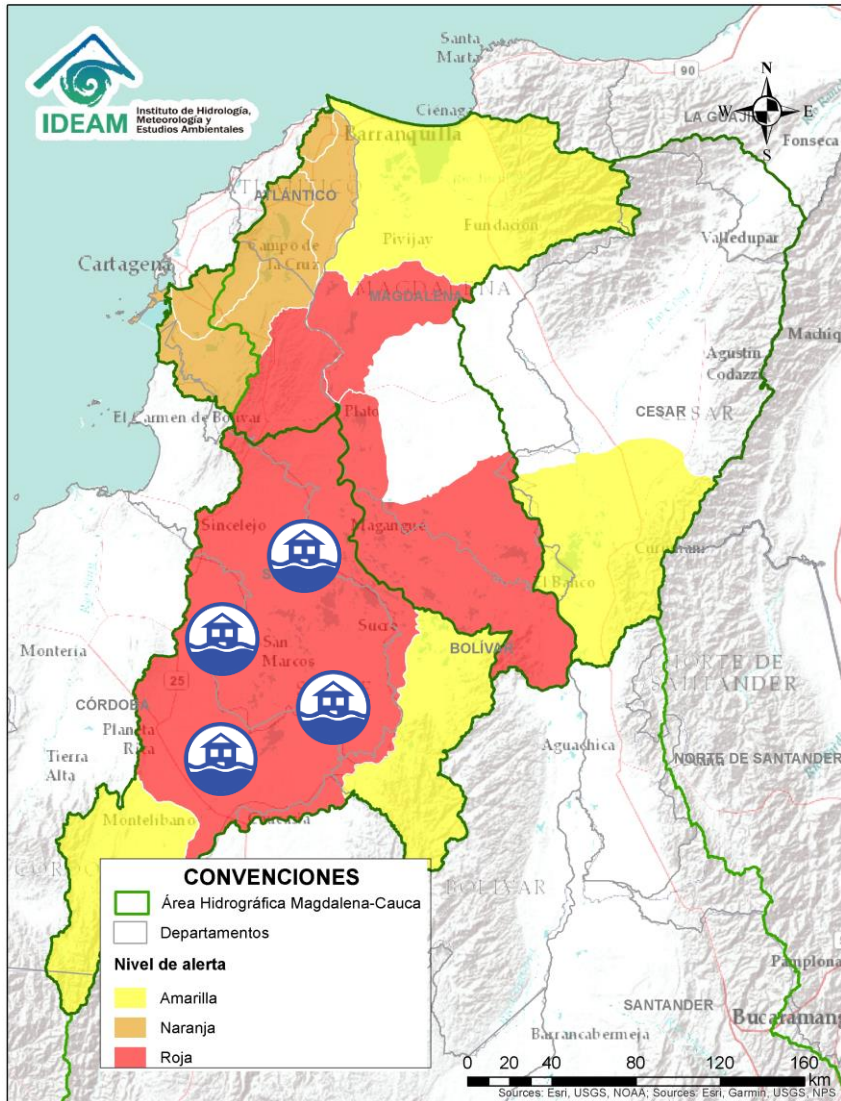 Santa
Marta
90
N
W E
S
IDEAM
Instituto de Hidrología,
Meteorología y
Estudios Ambientales
Ciénaga
LA GUAJI
Fonseca
Barranquilla
ATLÁNTICO
Fundación
Pivijay
Valledupar
Campo de
la Cruz
Cartagena
MAGDALENA
Agustín
Codazzi
Plato
CESAR
CESAR
El Carmen de Bolívar
Sincelejo
Magangué
El Banco
Sucre
San
Marcos
BOLÍVAR
Montería
25
CÓRDOBA
NORTE DE
SANTANDER
Planeta
Rica
Tierra
Alta
Aguachica
NORTE DE SANTANDER
Montelíbano
BOLÍVAR
CONVENCIONES
Área Hidrográfica Magdalena-Cauca
Departamentos
Nivel de alerta
Amarilla
Naranja
Roja
Pamplona
SANTANDER
Bucaramang
Barrancabermeja
0 20 40 80 120 160
km
Sources: Esri, USGS, NOAA; Sources: Esri, Garmin, USGS, NPS